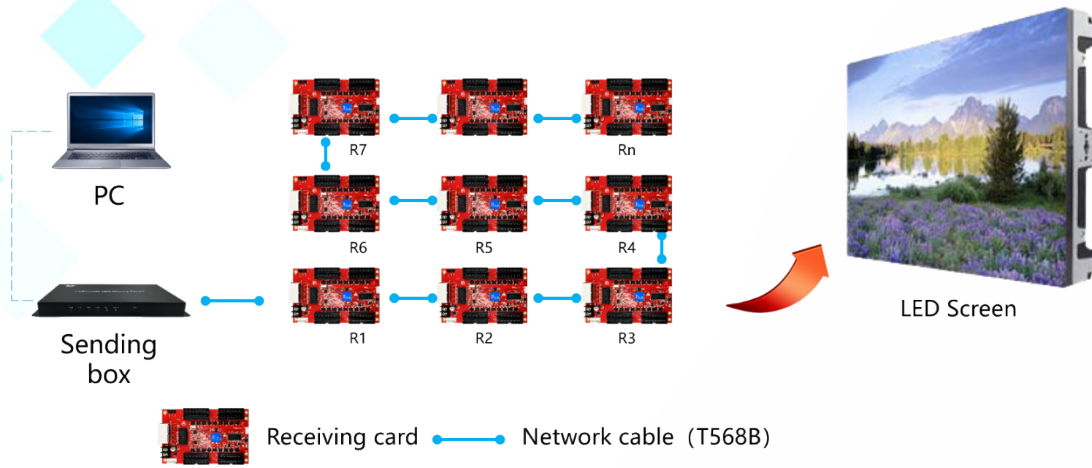 PC
R7
Rn
R6
R5
R4
R1
R2
R3
Sending
box
LED Screen
Receiving card
Network cable（T568B）